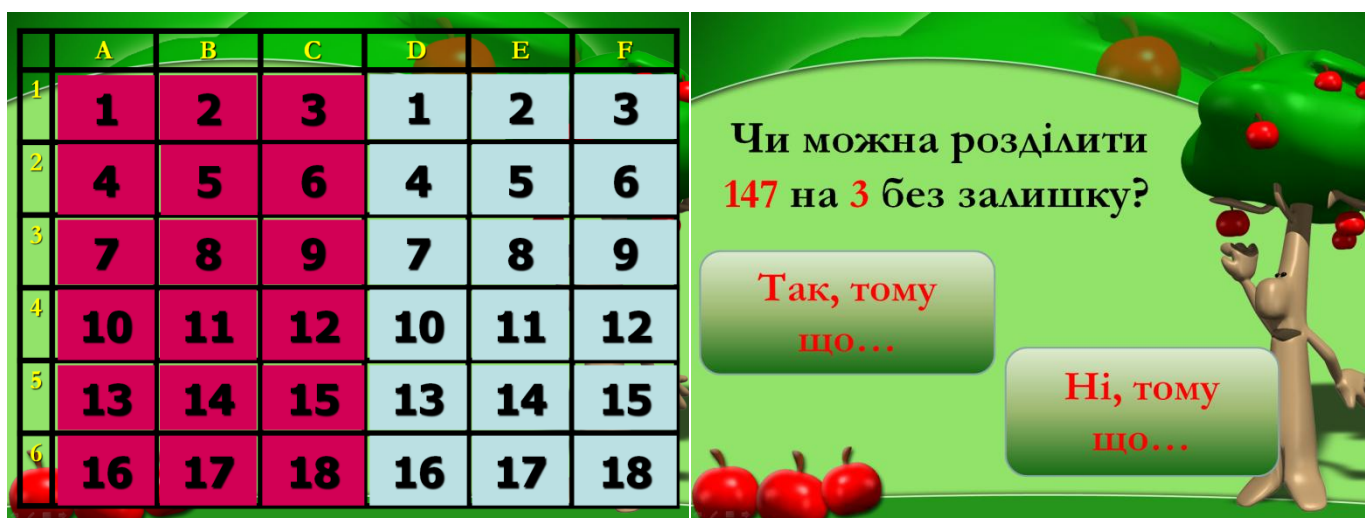 A B C D E F
1 1 2 3 1 2 3
2 4 5 6 4 5 6
3 7 8 9 7 8 9
4 10 11 12 10 11 12
5 13 14 15 13 14 15
6 16 17 18 16 17 18
Чи можна розділити
147 на 3 без залишку?
Так, тому
що...
Ні, тому
що...